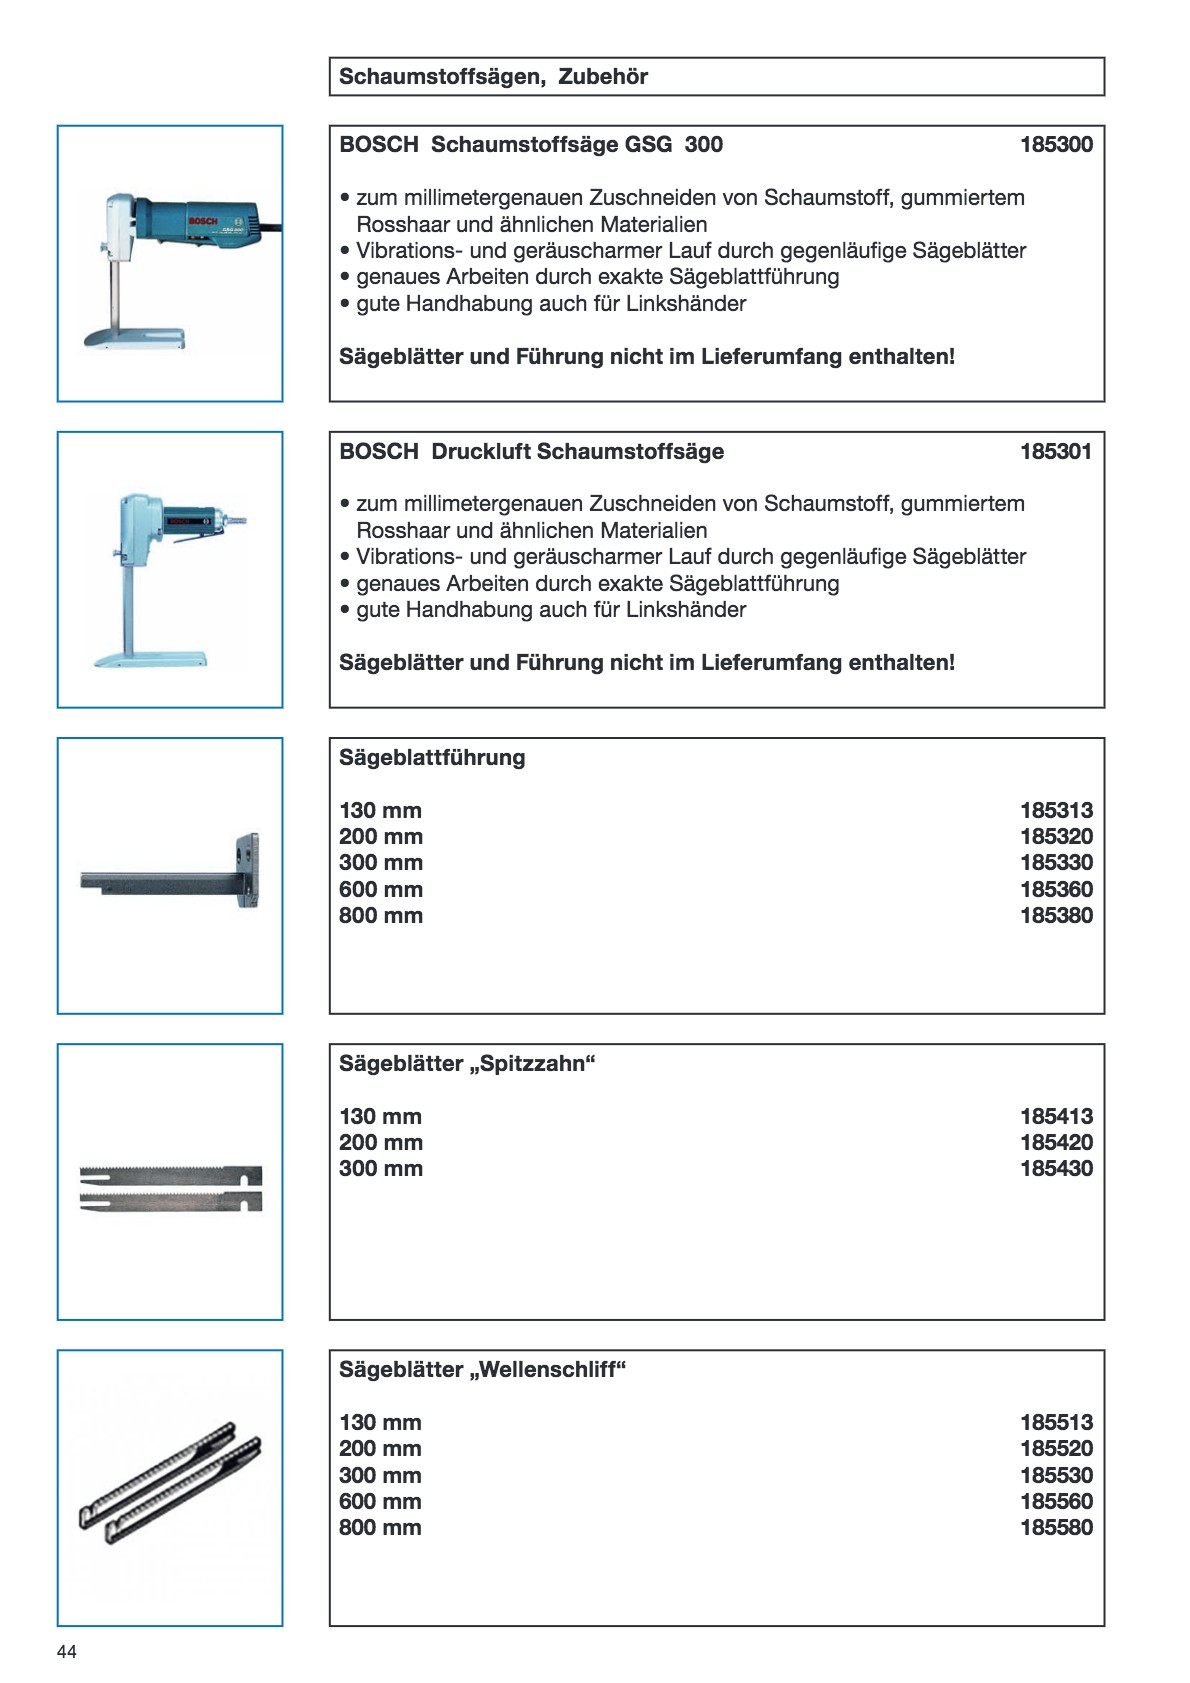 Schaumstoffsägen, Zubehör
BOSCH Schaumstoffsäge GSG 300 185300
• zum millimetergenauen Zuschneiden von Schaumstoff, gummiertem
Rosshaar und ähnlichen Materialien
• Vibrations- und geräuscharmer Lauf durch gegenläufige Sägeblätter
• genaues Arbeiten durch exakte Sägeblattführung
• gute Handhabung auch für Linkshänder
Sägeblätter und Führung nicht im Lieferumfang enthalten!
BOSCH
GSG 300
BOSCH Druckluft Schaumstoffsäge 185301
• zum millimetergenauen Zuschneiden von Schaumstoff, gummiertem
Rosshaar und ähnlichen Materialien
• Vibrations- und geräuscharmer Lauf durch gegenläufige Sägeblätter
• genaues Arbeiten durch exakte Sägeblattführung
• gute Handhabung auch für Linkshänder
Sägeblätter und Führung nicht im Lieferumfang enthalten!
BOSCH
Sägeblattführung
130 mm 185313
200 mm 185320
300 mm 185330
600 mm 185360
800 mm 185380
Sägeblätter „Spitzzahn“
130 mm 185413
200 mm 185420
300 mm 185430
Sägeblätter „Wellenschliff“
130 mm 185513
200 mm 185520
300 mm 185530
600 mm 185560
800 mm 185580
44